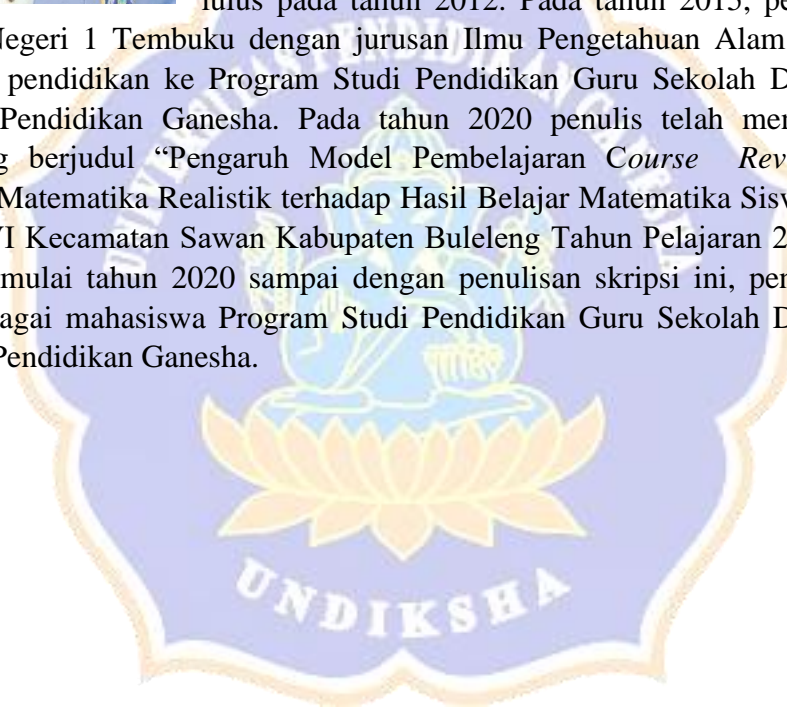 lulus pada tahun 2012. Pada tahun 2015, pe
Negeri 1 Tembuku dengan jurusan Ilmu Pengetahuan Alam
pendidikan ke Program Studi Pendidikan Guru Sekolah D
Pendidikan Ganesha. Pada tahun 2020 penulis telah men
g berjudul “Pengaruh Model Pembelajaran Course Rev
Matematika Realistik terhadap Hasil Belajar Matematika Sisw
VI Kecamatan Sawan Kabupaten Buleleng Tahun Pelajaran 2
mulai tahun 2020 sampai dengan penulisan skripsi ini, pen
bagai mahasiswa Program Studi Pendidikan Guru Sekolah D
Pendidikan Ganesha.
UNDIKSHA